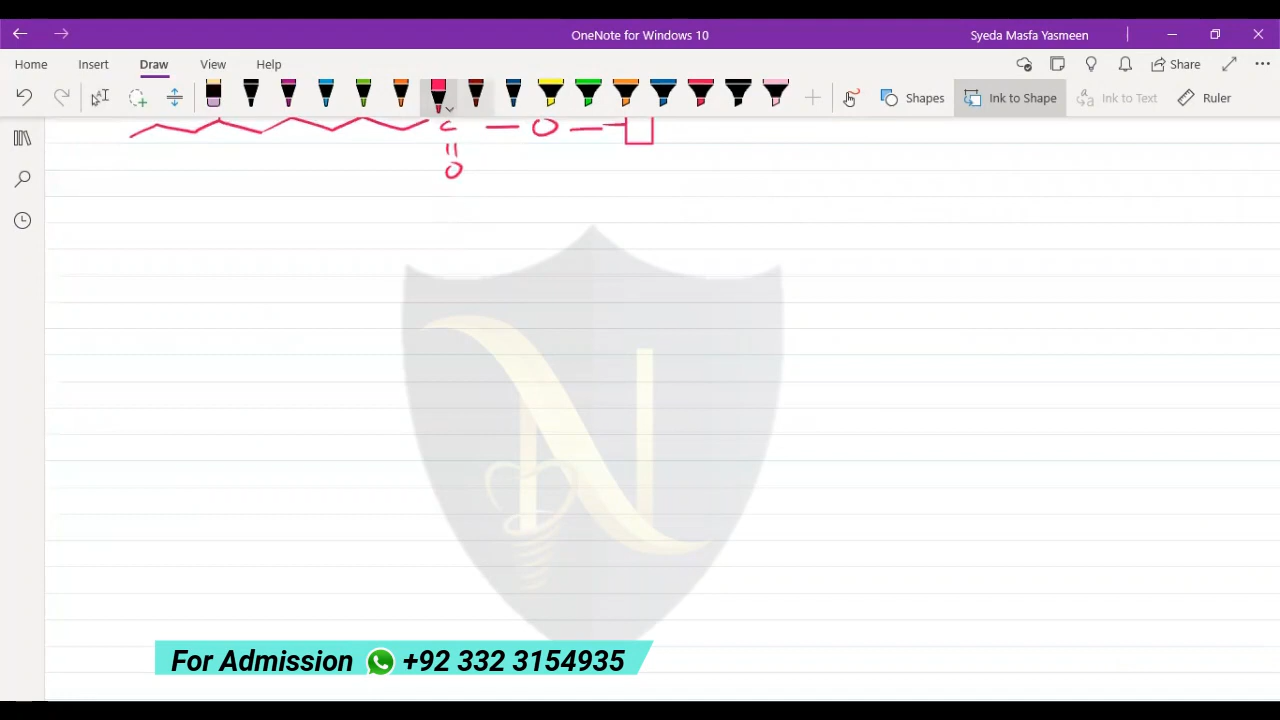 OneNote for Windows 10
Syeda Masfa Yasmeen
Home Insert Draw View Help
Share
Shapes
Ink to Shape
Ink to Text
Ruler
C — O —
O
N
For Admission +92 332 3154935